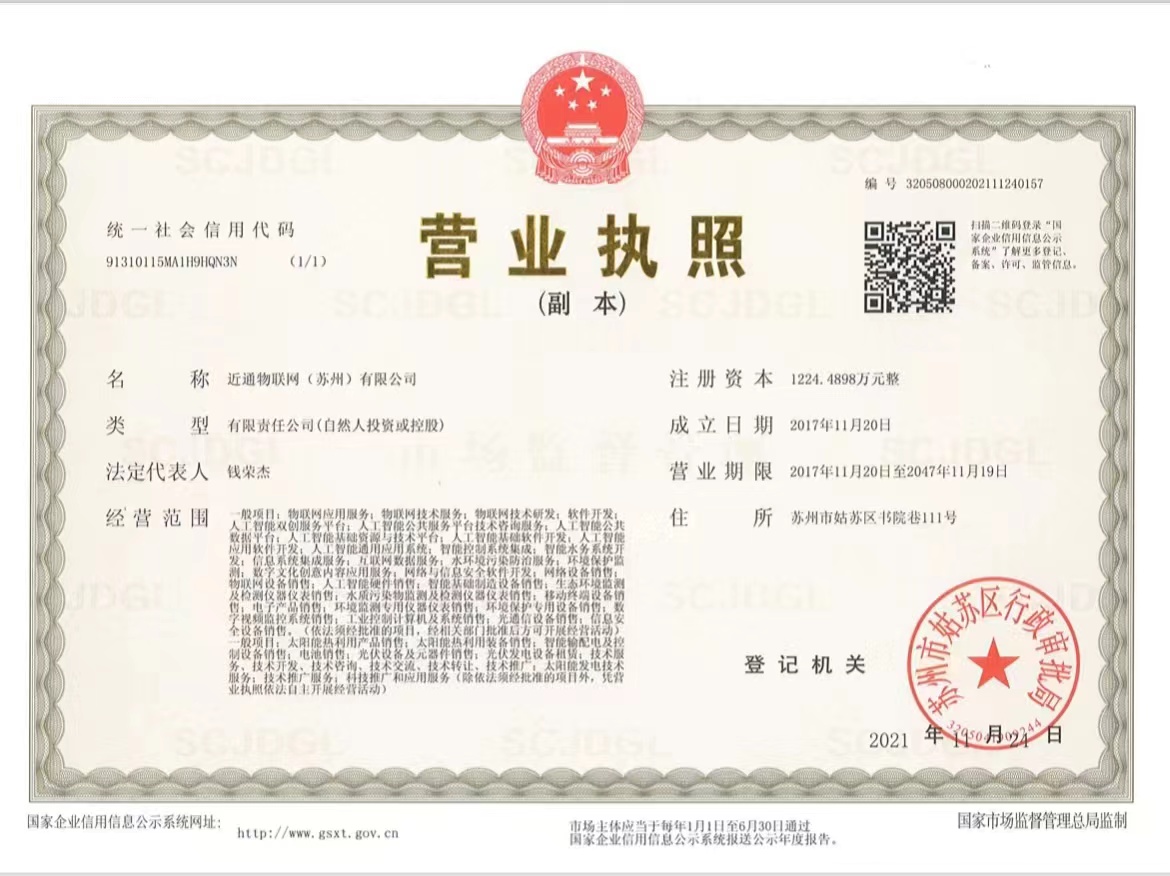 编 号 320508000202111240157
统一社会信用代码
91310115MA1H9HQN3N (1/1)
营业执照
(副 本)
扫描二维码登录“国
家企业信用信息公示
系统”了解更多登记、
备案、许可、监管信息。
名 称 近通物联网（苏州）有限公司
类 型 有限责任公司(自然人投资或控股)
法定代表人 钱荣杰
经营范围 一般项目：物联网应用服务；物联网技术服务；物联网技术研发；软件开发；
人工智能双创服务平台；人工智能公共服务平台技术咨询服务；人工智能公共
数据平台；人工智能基础资源与技术平台；人工智能基础软件开发；人工智能
应用软件开发；人工智能通用应用系统；智能控制系统集成；智能水务系统开
发；信息系统集成服务；互联网数据服务；水环境污染防治服务；环境保护监
测；数字文化创意内容应用服务；网络与信息安全软件开发；网络设备销售；
物联网设备销售；人工智能硬件销售；智能基础制造装备销售；生态环境监测
及检测仪器仪表销售；水质污染物监测及检测仪器仪表销售；移动终端设备销
售；电子产品销售；环境监测专用仪器仪表销售；环境保护专用设备销售；数
字视频监控系统销售；工业控制计算机及系统销售；光通信设备销售；信息安
全设备销售。（依法须经批准的项目，经相关部门批准后方可开展经营活动）
一般项目：太阳能热利用产品销售；太阳能热利用装备销售；智能输配电及控
制设备销售；电池销售；光伏设备及元器件销售；光伏发电设备租赁；技术服
务、技术开发、技术咨询、技术交流、技术转让、技术推广；太阳能发电技术
服务；技术推广服务；科技推广和应用服务（除依法须经批准的项目外，凭营
业执照依法自主开展经营活动）
注册资本 1224.4898万元整
成立日期 2017年11月20日
营业期限 2017年11月20日至2047年11月19日
住 所 苏州市姑苏区书院巷111号
登记机关
苏州市姑苏区行政审批局
2021 年 11 月 24 日
国家企业信用信息公示系统网址：
http://www.gsxt.gov.cn
市场主体应当于每年1月1日至6月30日通过
国家企业信用信息公示系统报送公示年度报告。
国家市场监督管理总局监制